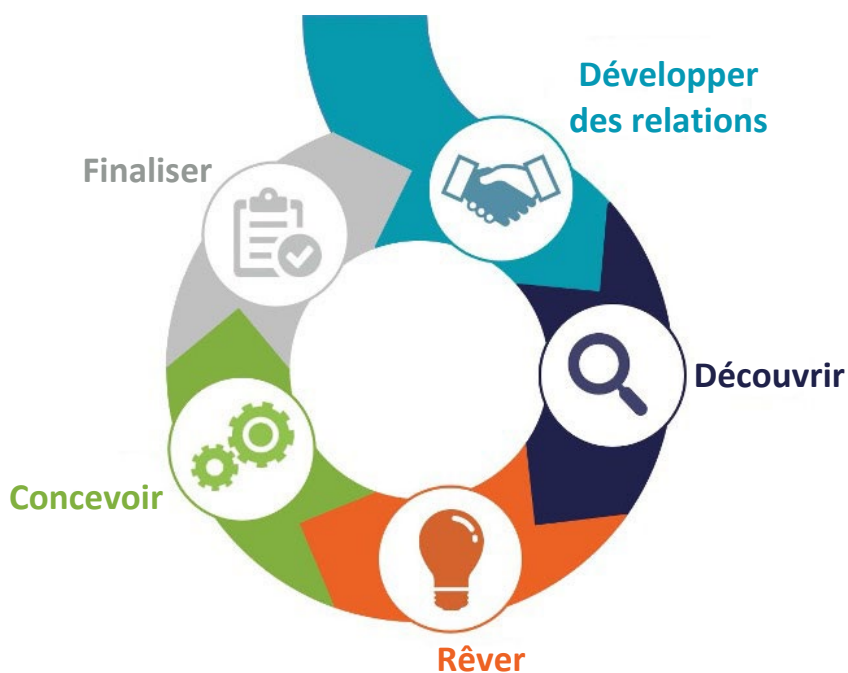 Développer
des relations
Découvrir
Rêver
Concevoir
Finaliser